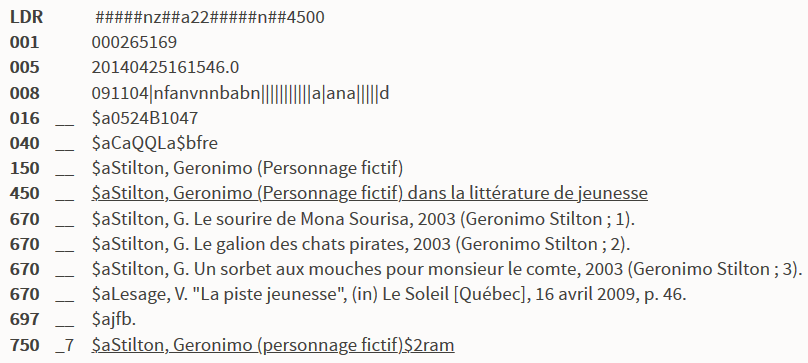 LDR #####nz##a22#####n##4500
001 000265169
005 20140425161546.0
008 091104|nfanvnnbabn|||||||||||a|ana|||||d
016 __ $a0524B1047
040 __ $aCaQQLa$bfre
150 __ $aStilton, Geronimo (Personnage fictif)
450 __ $aStilton, Geronimo (Personnage fictif) dans la littérature de jeunesse
670 __ $aStilton, G. Le sourire de Mona Sourisa, 2003 (Geronimo Stilton ; 1).
670 __ $aStilton, G. Le galion des chats pirates, 2003 (Geronimo Stilton ; 2).
670 __ $aStilton, G. Un sorbet aux mouches pour monsieur le comte, 2003 (Geronimo Stilton ; 3).
670 __ $aLesage, V. "La piste jeunesse", (in) Le Soleil [Québec], 16 avril 2009, p. 46.
697 __ $ajfb.
750 _7 $aStilton, Geronimo (personnage fictif)$2ram